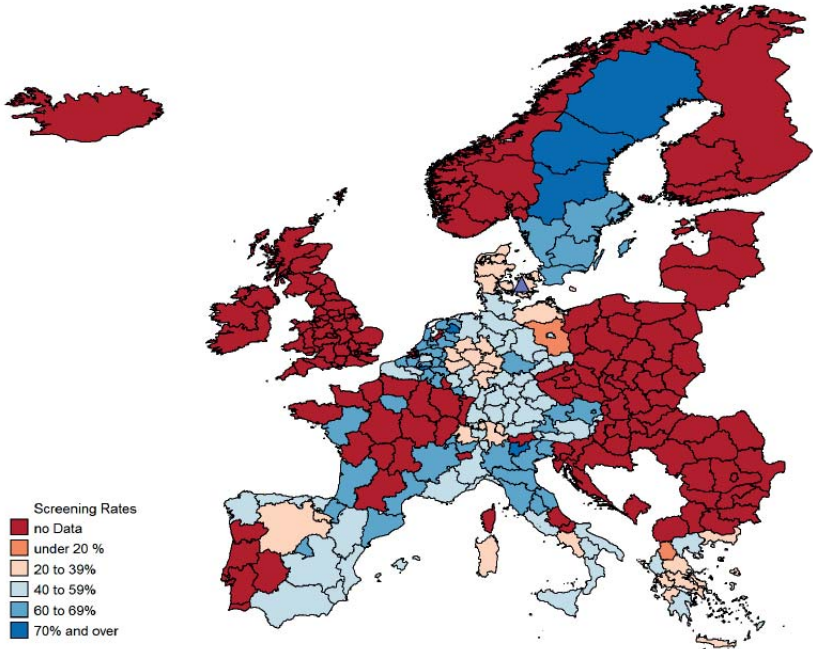 Screening Rates
no Data
under 20 %
20 to 39%
40 to 59%
60 to 69%
70% and over